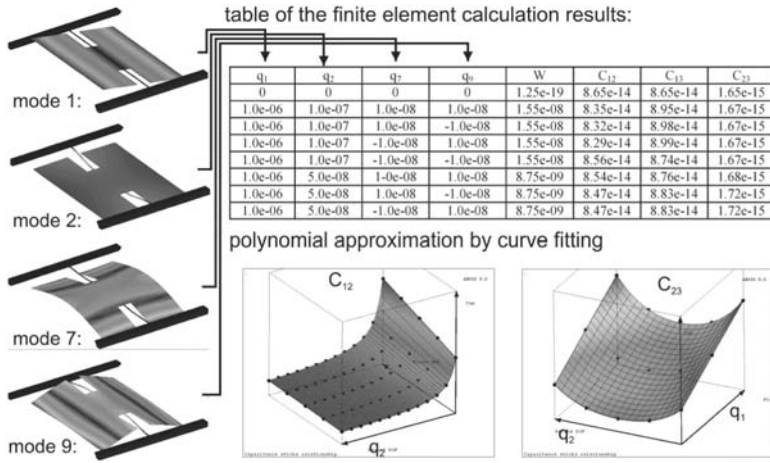 table of the finite element calculation results:
q1 q2 q7 q9 W C12 C13 C23
0 0 0 0 1.25e-19 8.65e-14 8.65e-14 1.65e-15
1.0e-06 1.0e-07 1.0e-08 1.0e-08 1.55e-08 8.35e-14 8.95e-14 1.67e-15
1.0e-06 1.0e-07 1.0e-08 -1.0e-08 1.55e-08 8.32e-14 8.98e-14 1.67e-15
1.0e-06 1.0e-07 -1.0e-08 1.0e-08 1.55e-08 8.29e-14 8.99e-14 1.67e-15
1.0e-06 1.0e-07 -1.0e-08 -1.0e-08 1.55e-08 8.56e-14 8.74e-14 1.67e-15
1.0e-06 5.0e-08 1-0e-08 1.0e-08 8.75e-09 8.54e-14 8.76e-14 1.68e-15
1.0e-06 5.0e-08 1.0e-08 -1.0e-08 8.75e-09 8.47e-14 8.83e-14 1.72e-15
1.0e-06 5.0e-08 -1.0e-08 1.0e-08 8.75e-09 8.47e-14 8.83e-14 1.72e-15
mode 1:
mode 2:
mode 7:
mode 9:
polynomial approximation by curve fitting
C12
q2
Capacitance stroke relationship
C23
q1
q2
Capacitance stroke relationship